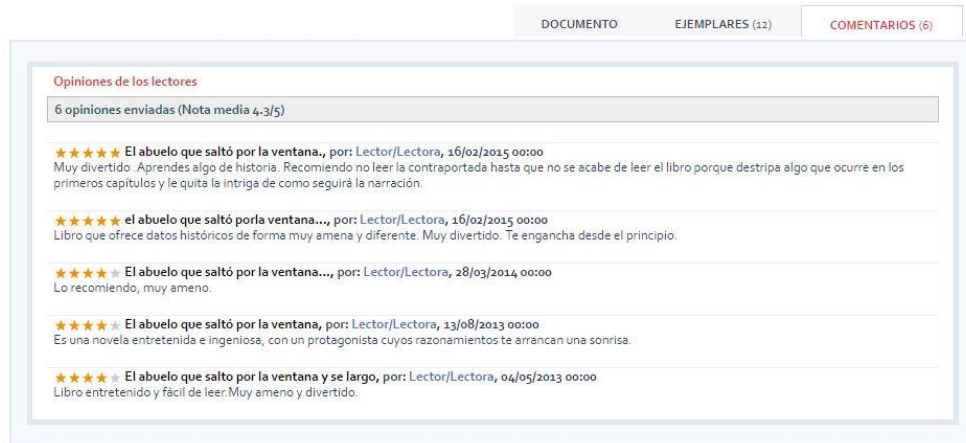 DOCUMENTO EJEMPLARES (12) COMENTARIOS (6)
Opiniones de los lectores
6 opiniones enviadas (Nota media 4.3/5)
El abuelo que saltó por la ventana., por: Lector/Lectora, 16/02/2015 00:00
Muy divertido .Aprendes algo de historia. Recomiendo no leer la contraportada hasta que no se acabe de leer el libro porque destripa algo que ocurre en los
primeros capítulos y le quita la intriga de como seguirá la narración.
el abuelo que saltó porla ventana..., por: Lector/Lectora, 16/02/2015 00:00
Libro que ofrece datos históricos de forma muy amena y diferente. Muy divertido. Te engancha desde el principio.
El abuelo que saltó por la ventana..., por: Lector/Lectora, 28/03/2014 00:00
Lo recomiendo, muy ameno.
El abuelo que saltó por la ventana, por: Lector/Lectora, 13/08/2013 00:00
Es una novela entretenida e ingeniosa, con un protagonista cuyos razonamientos te arrancan una sonrisa.
El abuelo que salto por la ventana y se largo, por: Lector/Lectora, 04/05/2013 00:00
Libro entretenido y fácil de leer.Muy ameno y divertido.